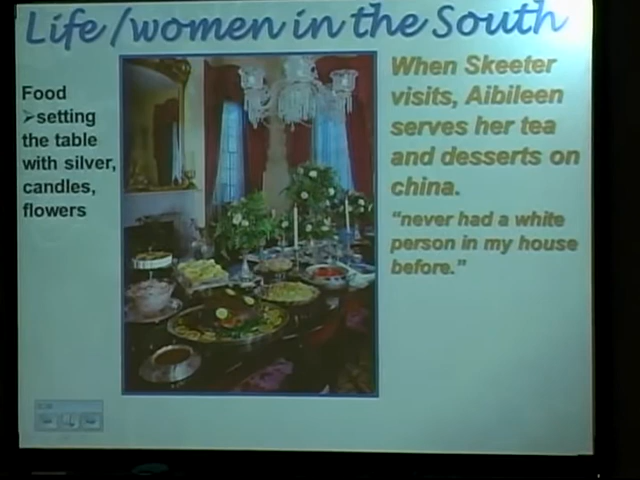 Life/women in the South
Food
➢setting
the table
with silver,
candles,
flowers
When Skeeter
visits, Aibileen
serves her tea
and desserts on
china.
“never had a white
person in my house
before.”